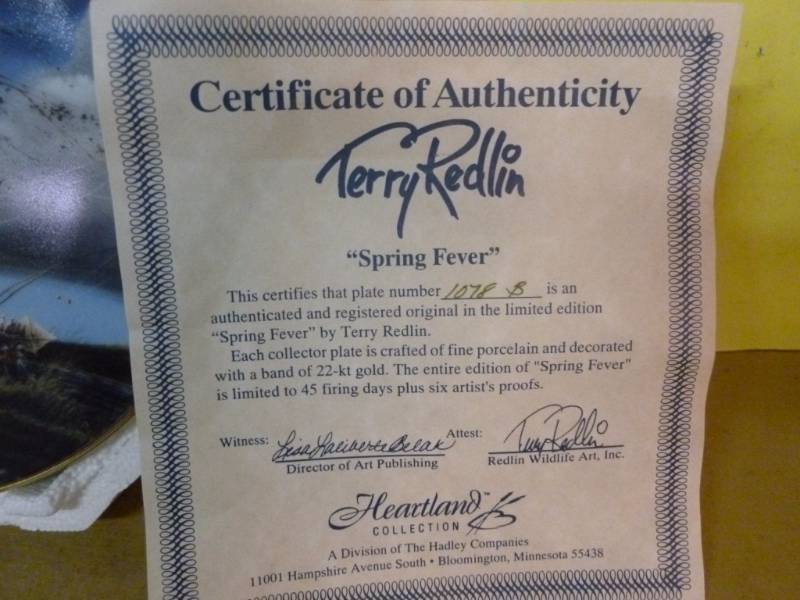 Certificate of Authenticity
Terry Redlin
“Spring Fever”
This certifies that plate number 1078 B is an
authenticated and registered original in the limited edition
“Spring Fever” by Terry Redlin.
Each collector plate is crafted of fine porcelain and decorated
with a band of 22-kt gold. The entire edition of "Spring Fever"
is limited to 45 firing days plus six artist's proofs.
Witness: Attest: Terry Redlin
Director of Art Publishing Redlin Wildlife Art, Inc.
Heartland™
COLLECTION
A Division of The Hadley Companies
11001 Hampshire Avenue South • Bloomington, Minnesota 55438